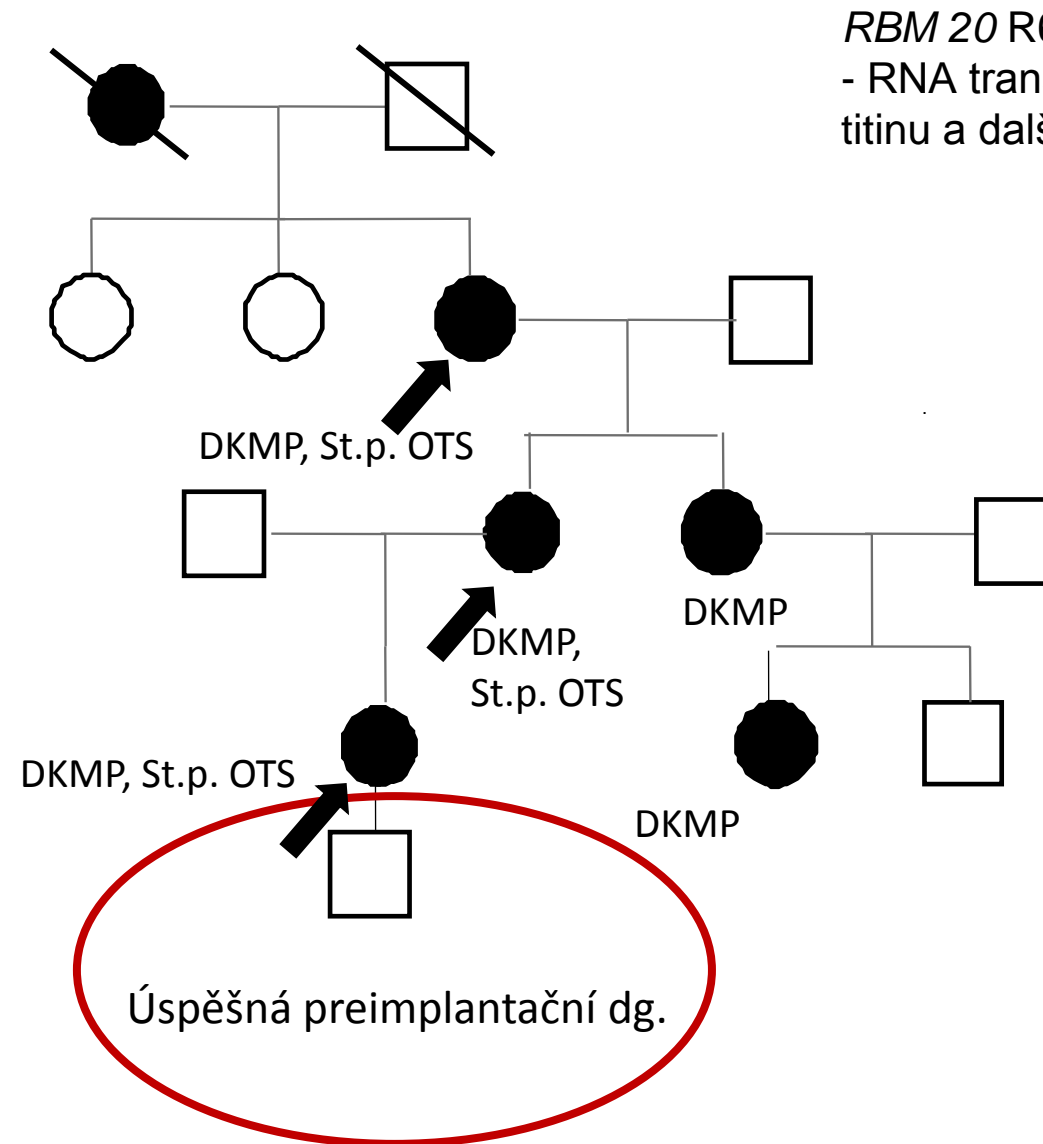 RBM 20
- RNA
titinu a
DKMP, St.p. OTS
DKMP
DKMP,
St.p. OTS
DKMP, St.p. OTS
DKMP
Úspěšná preimplantační dg.